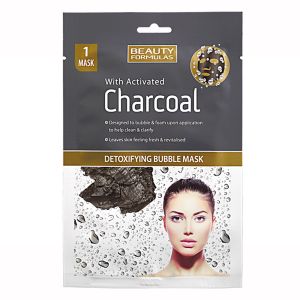 1
MASK
BEAUTY
FORMULAS
With Activated
Charcoal
• Designed to bubble & foam upon application
to help clean & clarify
• Leaves skin feeling fresh & revitalised
DETOXIFYING BUBBLE MASK